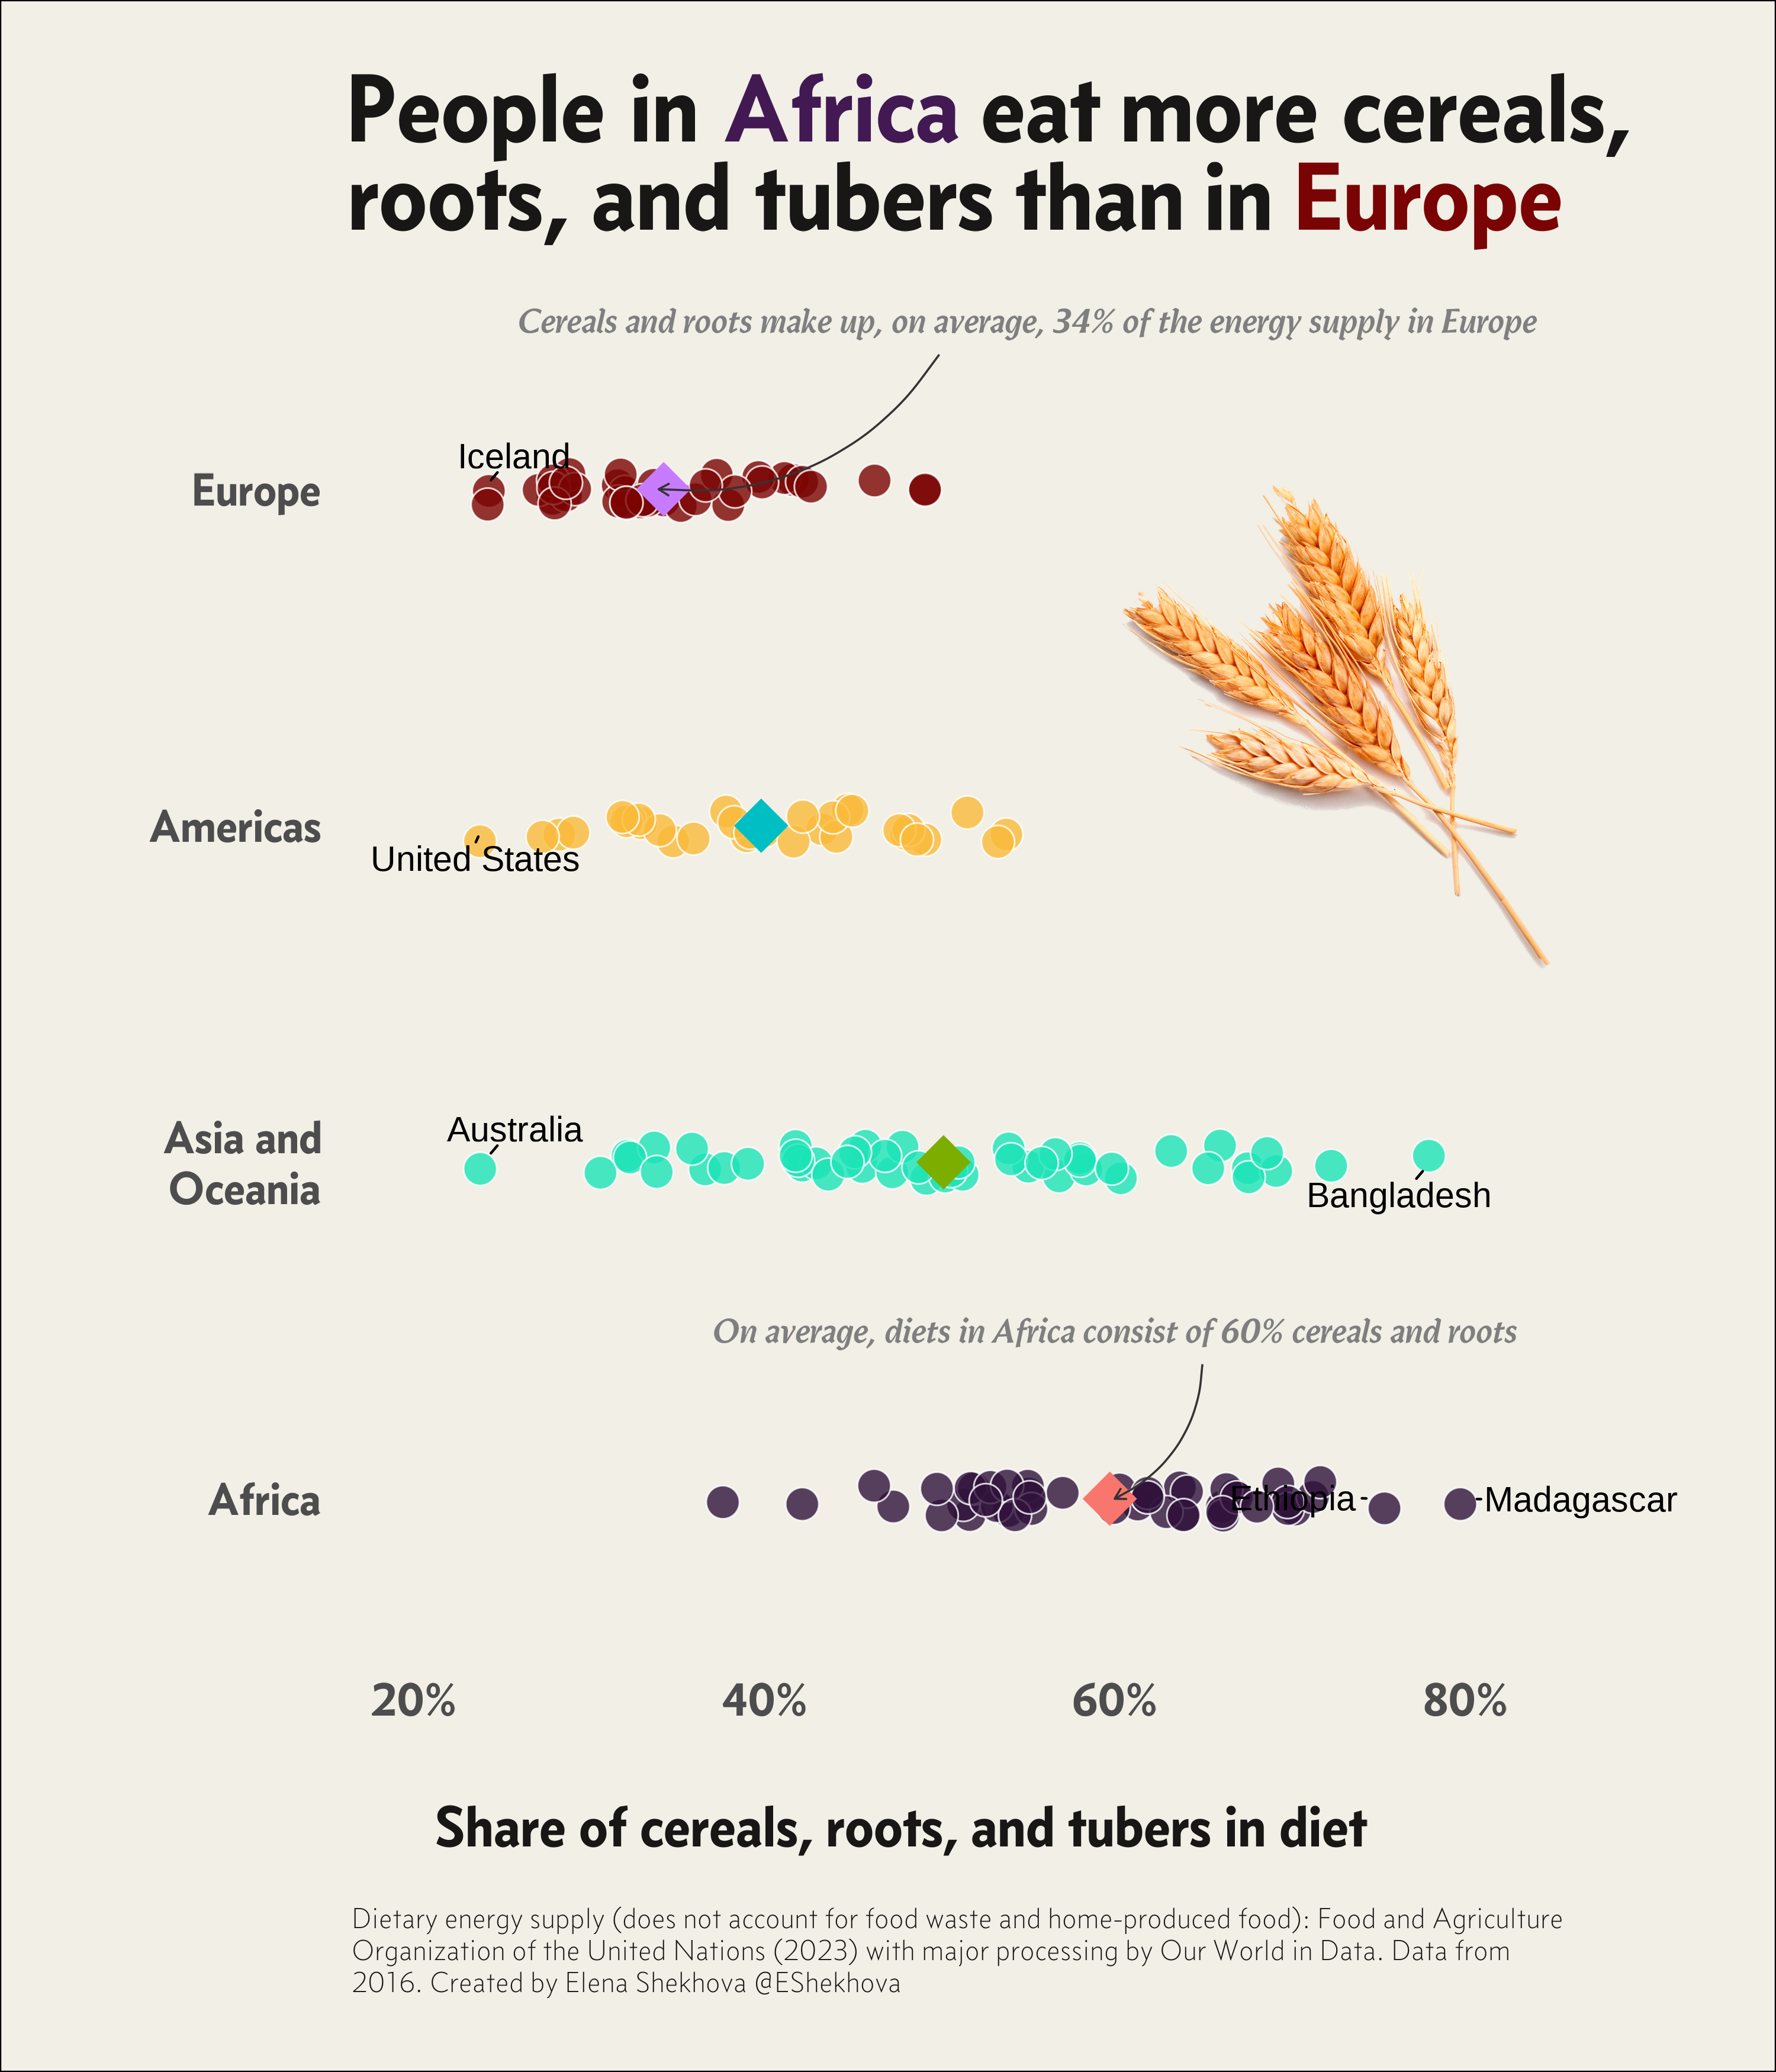 People in Africa eat more cereals,
roots, and tubers than in Europe
Cereals and roots make up, on average, 34% of the energy supply in Europe
Iceland
Europe
Americas
United States
Australia
Asia and
Oceania
Bangladesh
On average, diets in Africa consist of 60% cereals and roots
Africa
Ethiopia
Madagascar
20% 40% 60% 80%
Share of cereals, roots, and tubers in diet
Dietary energy supply (does not account for food waste and home-produced food): Food and Agriculture
Organization of the United Nations (2023) with major processing by Our World in Data. Data from
2016. Created by Elena Shekhova @EShekhova